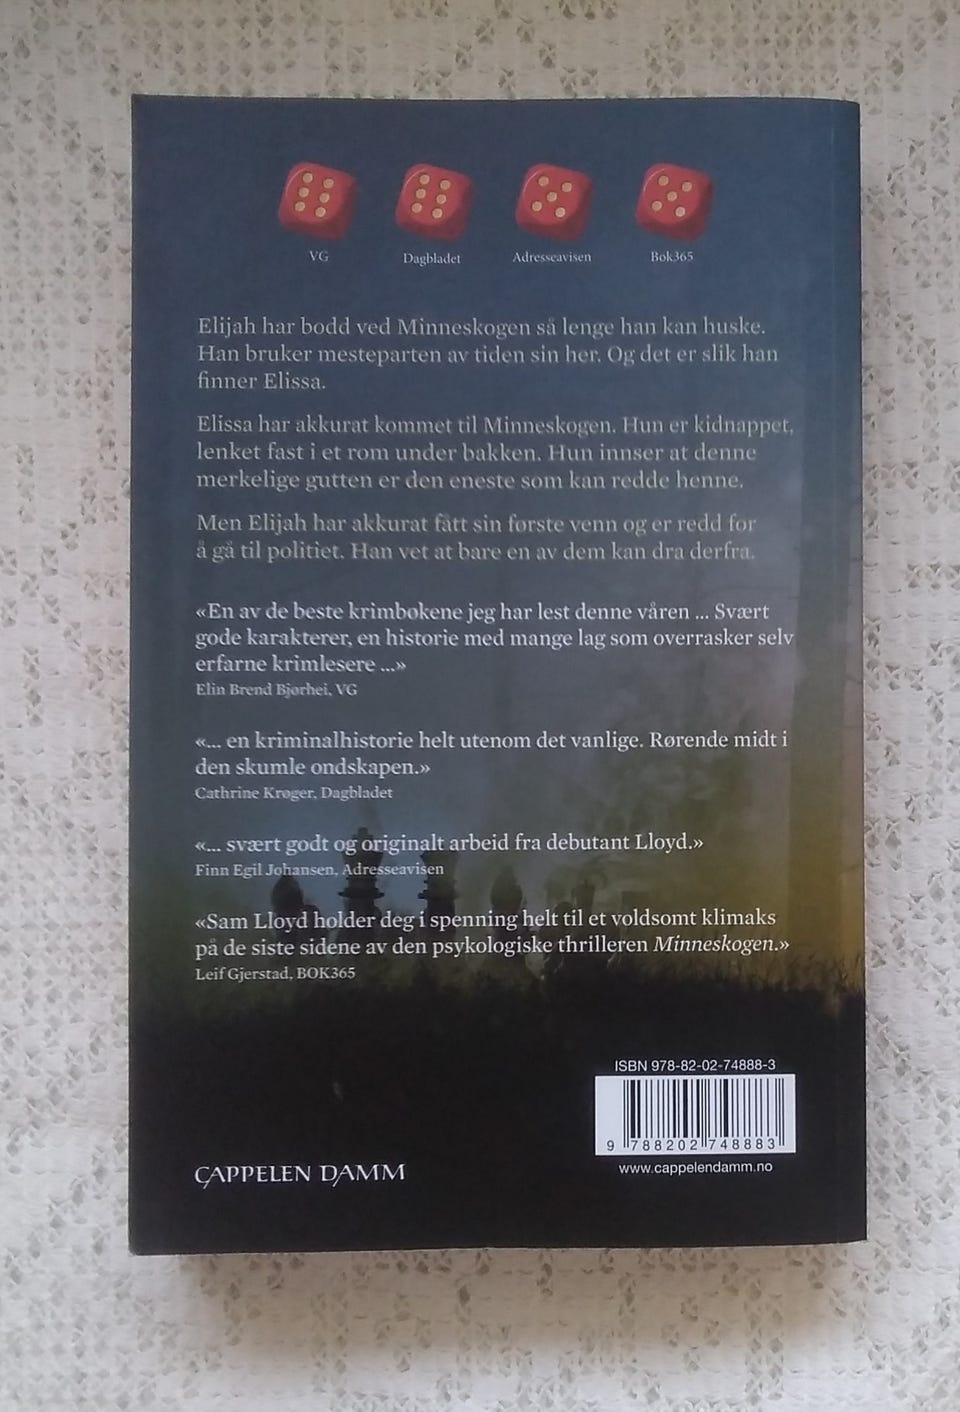 VG
Dagbladet
Adresseavisen
Bok365
Elijah har bodd ved Minneskogen så lenge han kan huske.
Han bruker mesteparten av tiden sin her. Og det er slik han
finner Elissa.
Elissa har akkurat kommet til Minneskogen. Hun er kidnappet,
lenket fast i et rom under bakken. Hun innser at denne
merkelige gutten er den eneste som kan redde henne.
Men Elijah har akkurat fått sin første venn og er redd for
å gå til politiet. Han vet at bare en av dem kan dra derfra.
«En av de beste krimbøkene jeg har lest denne våren ... Svært
gode karakterer, en historie med mange lag som overrasker selv
erfarne krimlesere ...»
Elin Brend Bjørhei, VG
«... en kriminalhistorie helt utenom det vanlige. Rørende midt i
den skumle ondskapen.»
Cathrine Krøger, Dagbladet
«... svært godt og originalt arbeid fra debutant Lloyd.»
Finn Egil Johansen, Adresseavisen
«Sam Lloyd holder deg i spenning helt til et voldsomt klimaks
på de siste sidene av den psykologiske thrilleren Minneskogen.»
Leif Gjerstad, BOK365
ISBN 978-82-02-74888-3
9 788202 748883
www.cappelendamm.no
CAPPELEN DAMM